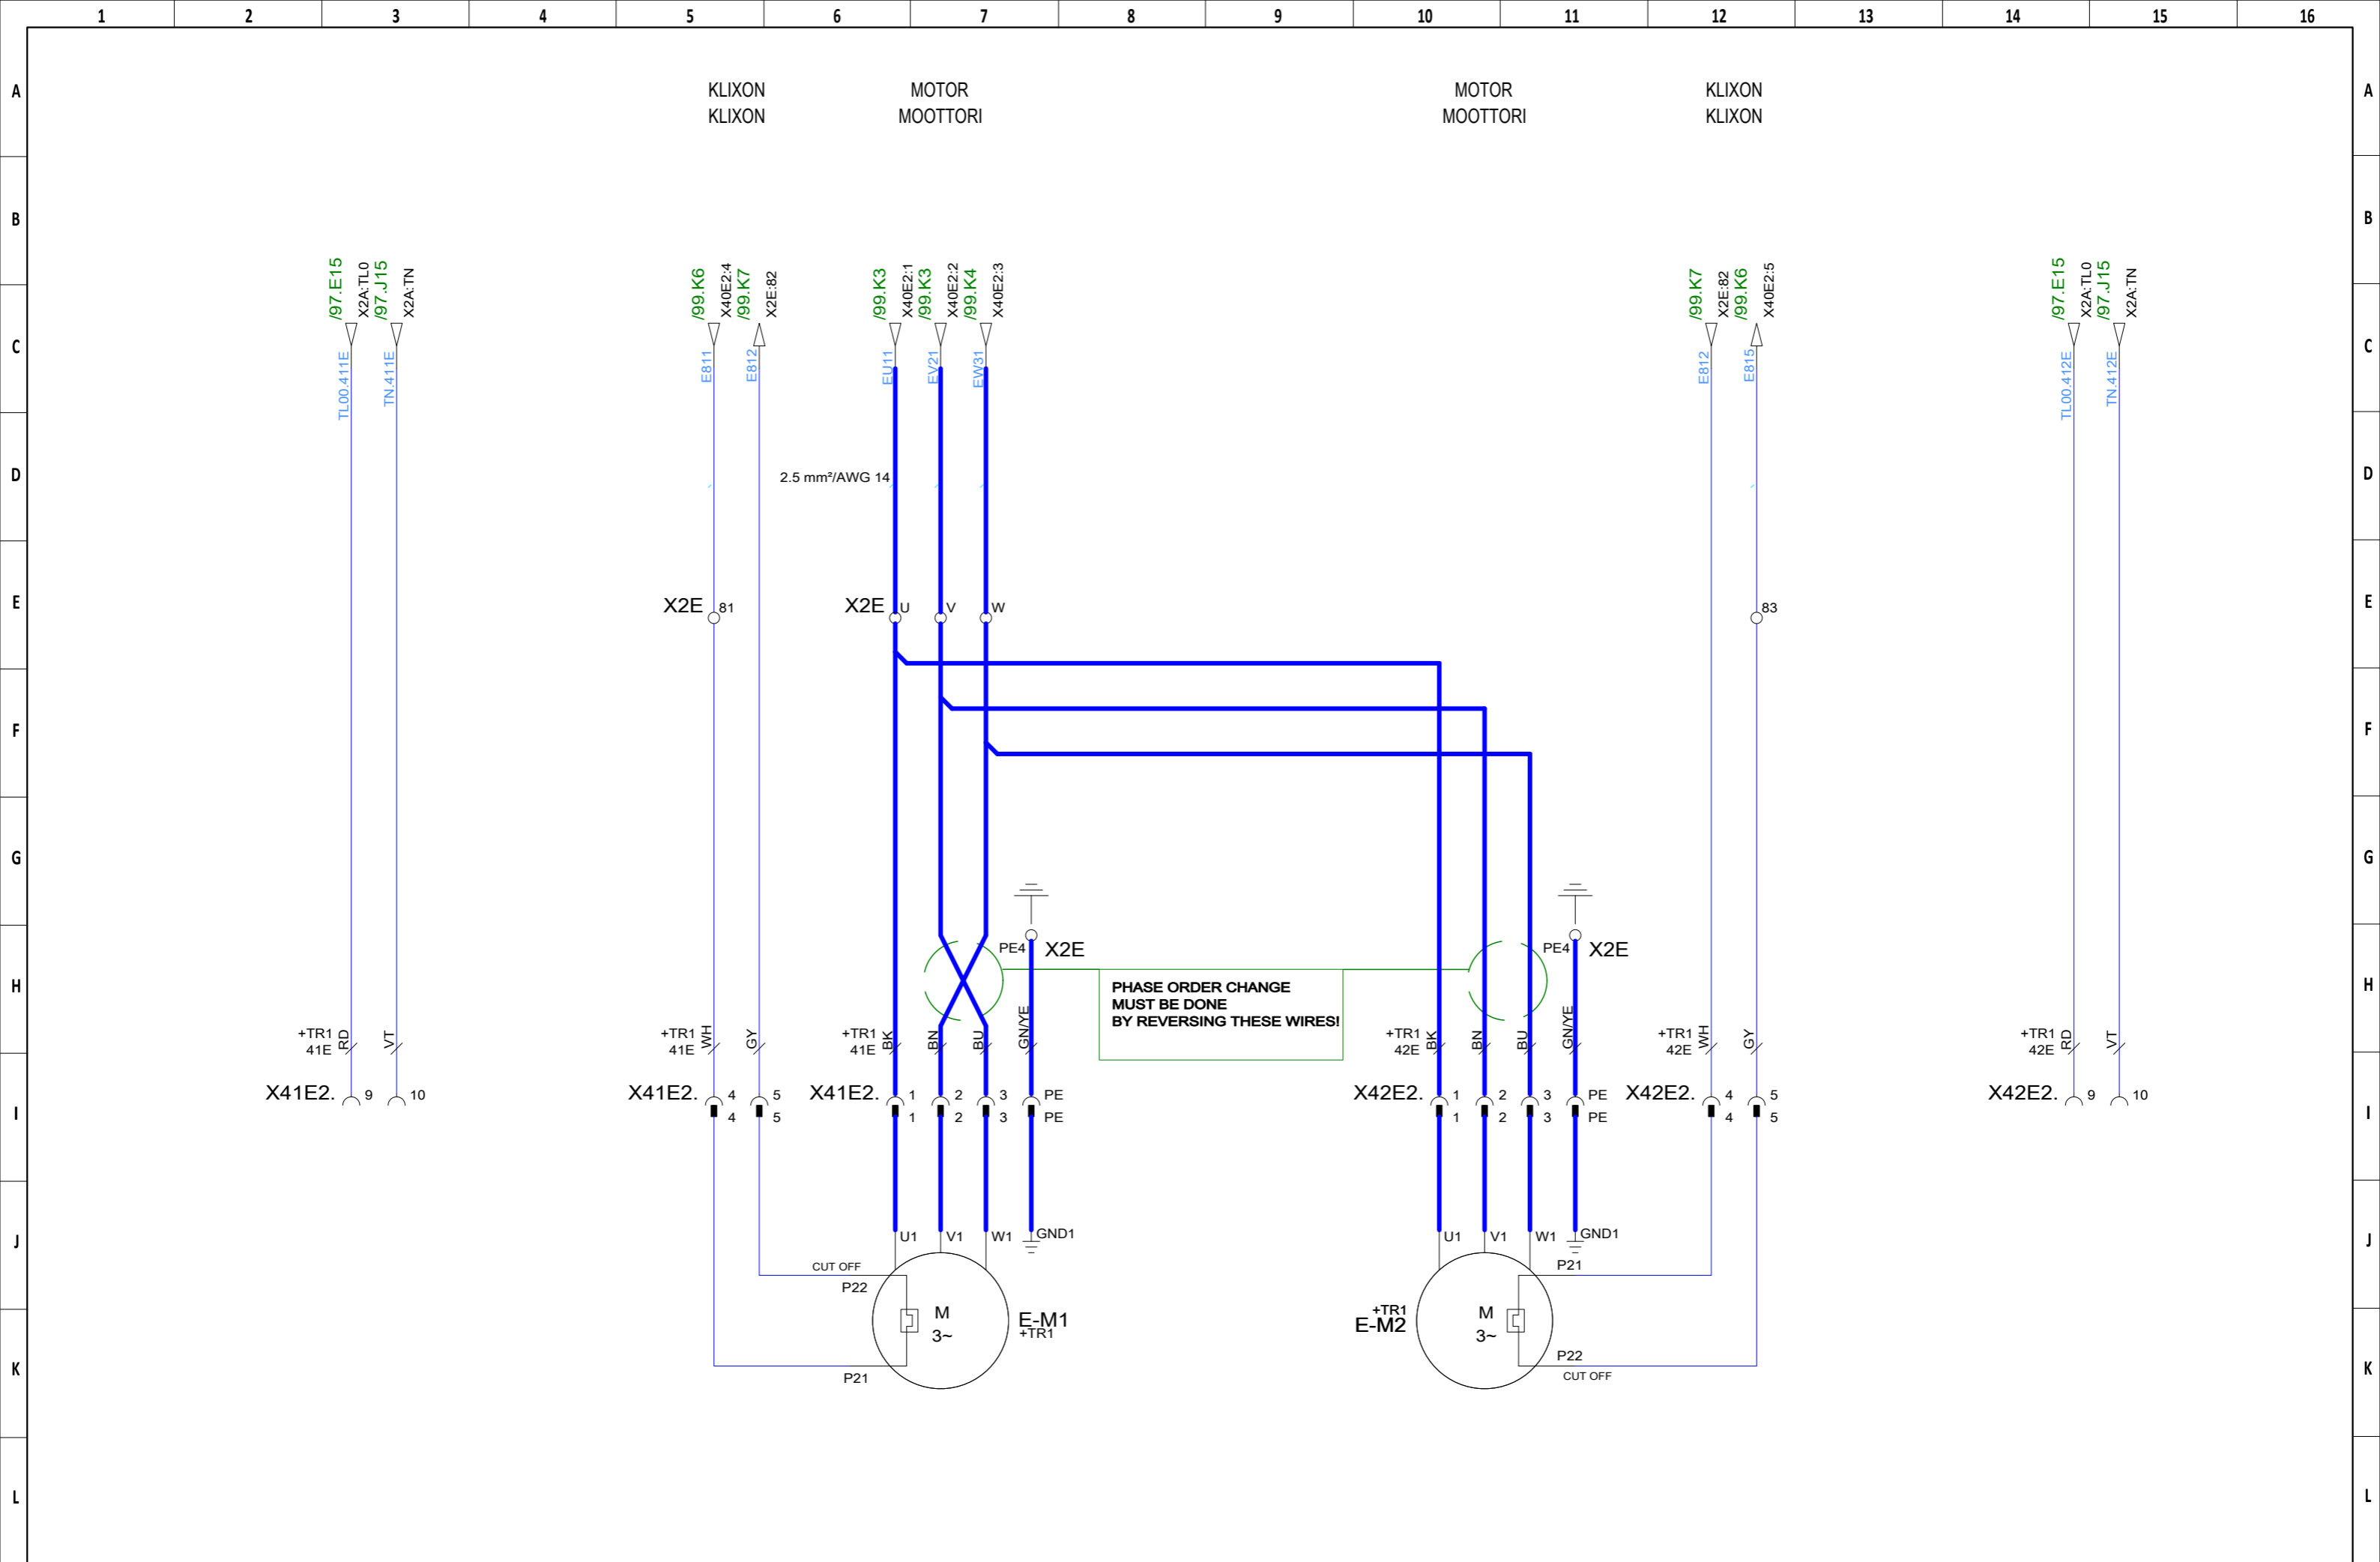 1 2 3 4 5 6 7 8 9 10 11 12 13 14 15 16
A A
KLIXON MOTOR MOTOR KLIXON
KLIXON MOOTTORI MOOTTORI KLIXON
B B
/97.E15 X2A:TL0 /97.J15 X2A:TN
/99.K6 X40E2:4 /99.K7 X2E:82
/99.K3 X40E2:1 /99.K3 X40E2:2 /99.K4 X40E2:3
/99.K7 X2E:82 /99.K6 X40E2:5
/97.E15 X2A:TL0 /97.J15 X2A:TN
C C
TL00.411E TN.411E E811 E812 EU11 EV21 EW31 E812 E815 TL00.412E TN.412E
D D
2.5 mm²/AWG 14
E E
X2E 81 X2E U V W 83
F F
G G
PE4 X2E PE4 X2E
H H
PHASE ORDER CHANGE
MUST BE DONE
BY REVERSING THESE WIRES!
+TR1 RD VT +TR1 WH GY +TR1 BK BN BU GN/YE +TR1 BK BN BU GN/YE +TR1 WH GY +TR1 RD VT
41E 41E 41E 42E 42E 42E
X41E2. 9 10 X41E2. 4 5 X41E2. 1 2 3 PE X42E2. 1 2 3 PE X42E2. 4 5 X42E2. 9 10
I I
4 5 1 2 3 PE 1 2 3 PE 4 5
J J
U1 V1 W1 GND1 U1 V1 W1 GND1
CUT OFF P21
P22
M E-M1 +TR1 M
3~ +TR1 E-M2 3~
K K
P21 P22
CUT OFF
L L